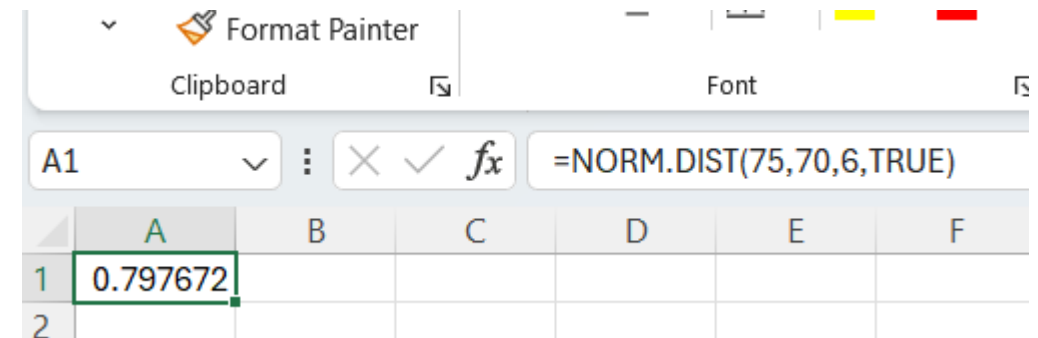 Format Painter
Clipboard
Font
A1
fx
=NORM.DIST(75,70,6,TRUE)
A B C D E F
1 0.797672
2